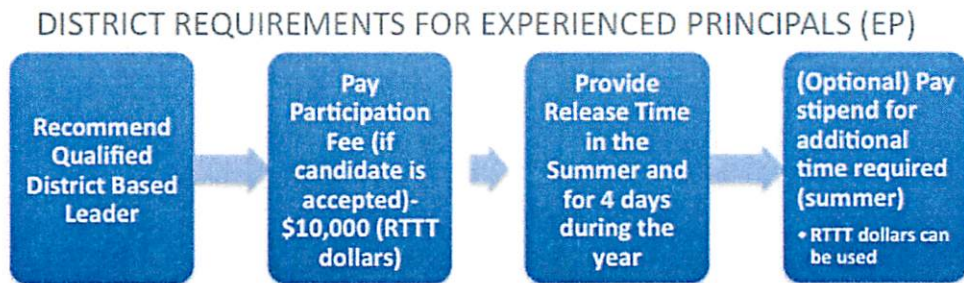 DISTRICT REQUIREMENTS FOR EXPERIENCED PRINCIPALS (EP)
Recommend
Qualified
District Based
Leader
Pay
Participation
Fee (if
candidate is
accepted)-
$10,000 (RTTT
dollars)
Provide
Release Time
in the
Summer and
for 4 days
during the
year
(Optional) Pay
stipend for
additional
time required
(summer)
• RTTT dollars can
be used